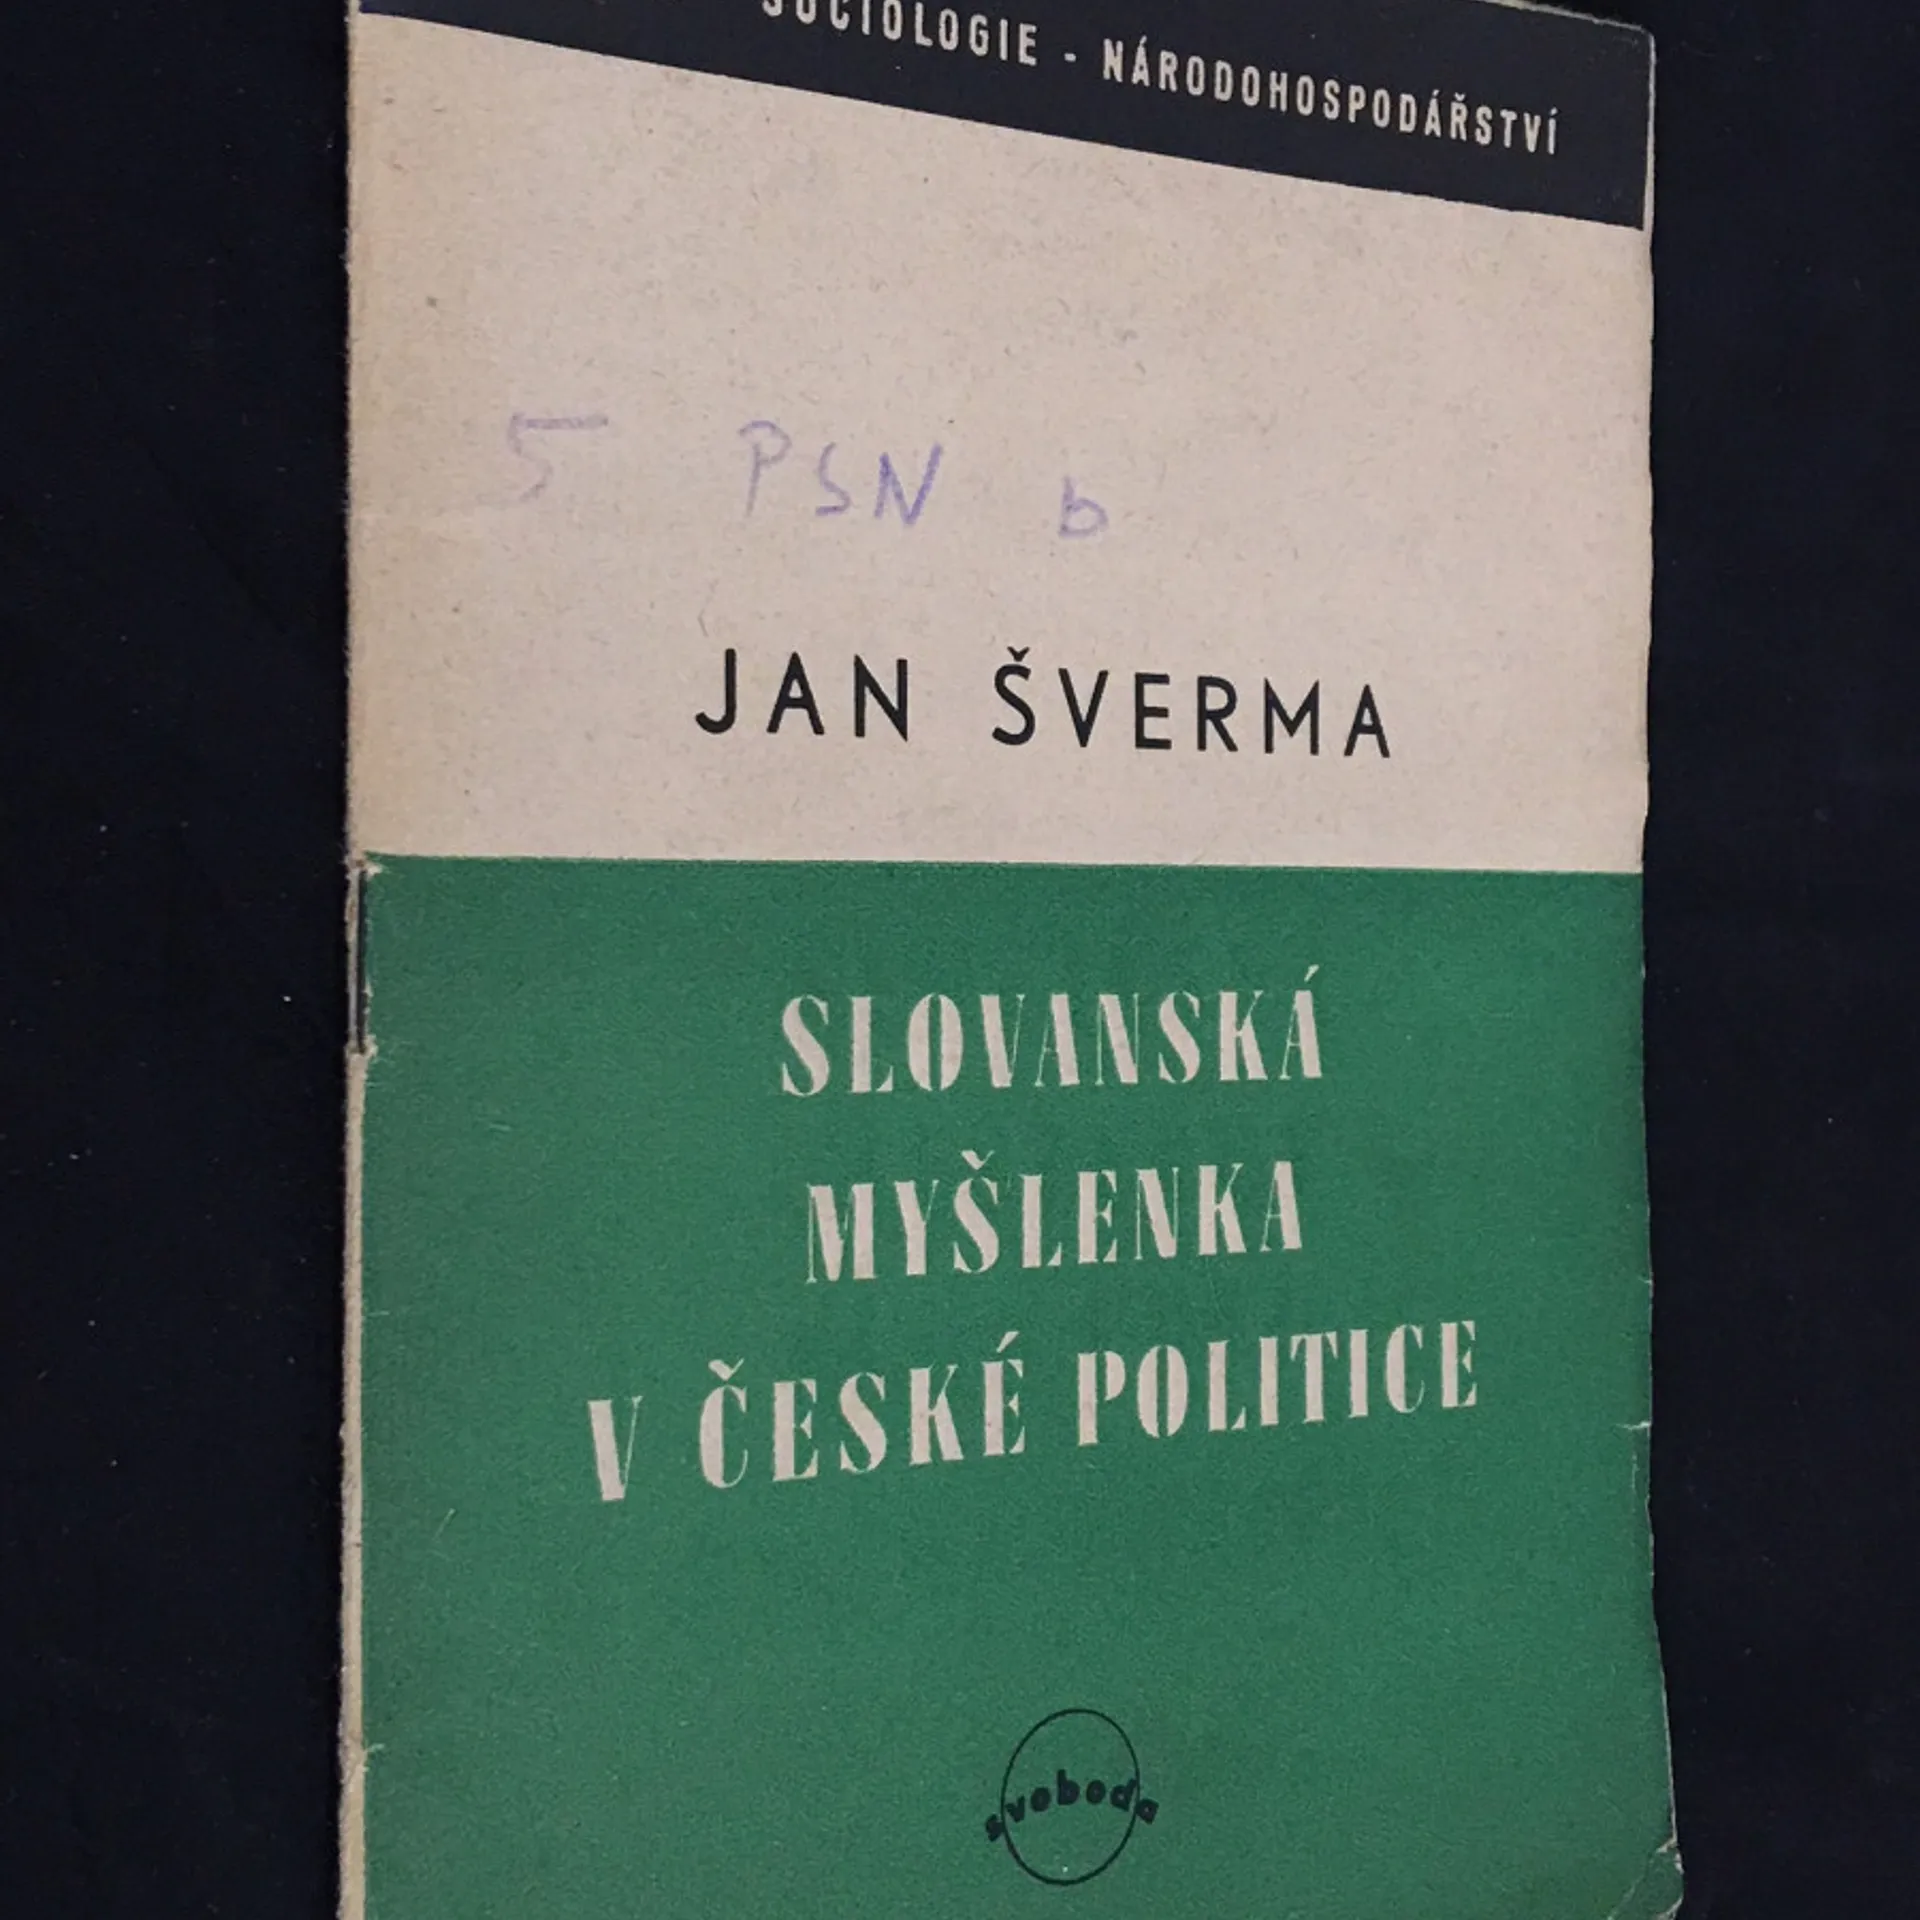 SOCIOLOGIE - NÁRODOHOSPODÁŘSTVÍ
5 PSN b
JAN ŠVERMA
SLOVANSKÁ
MYŠLENKA
V ČESKÉ POLITICE
svoboda